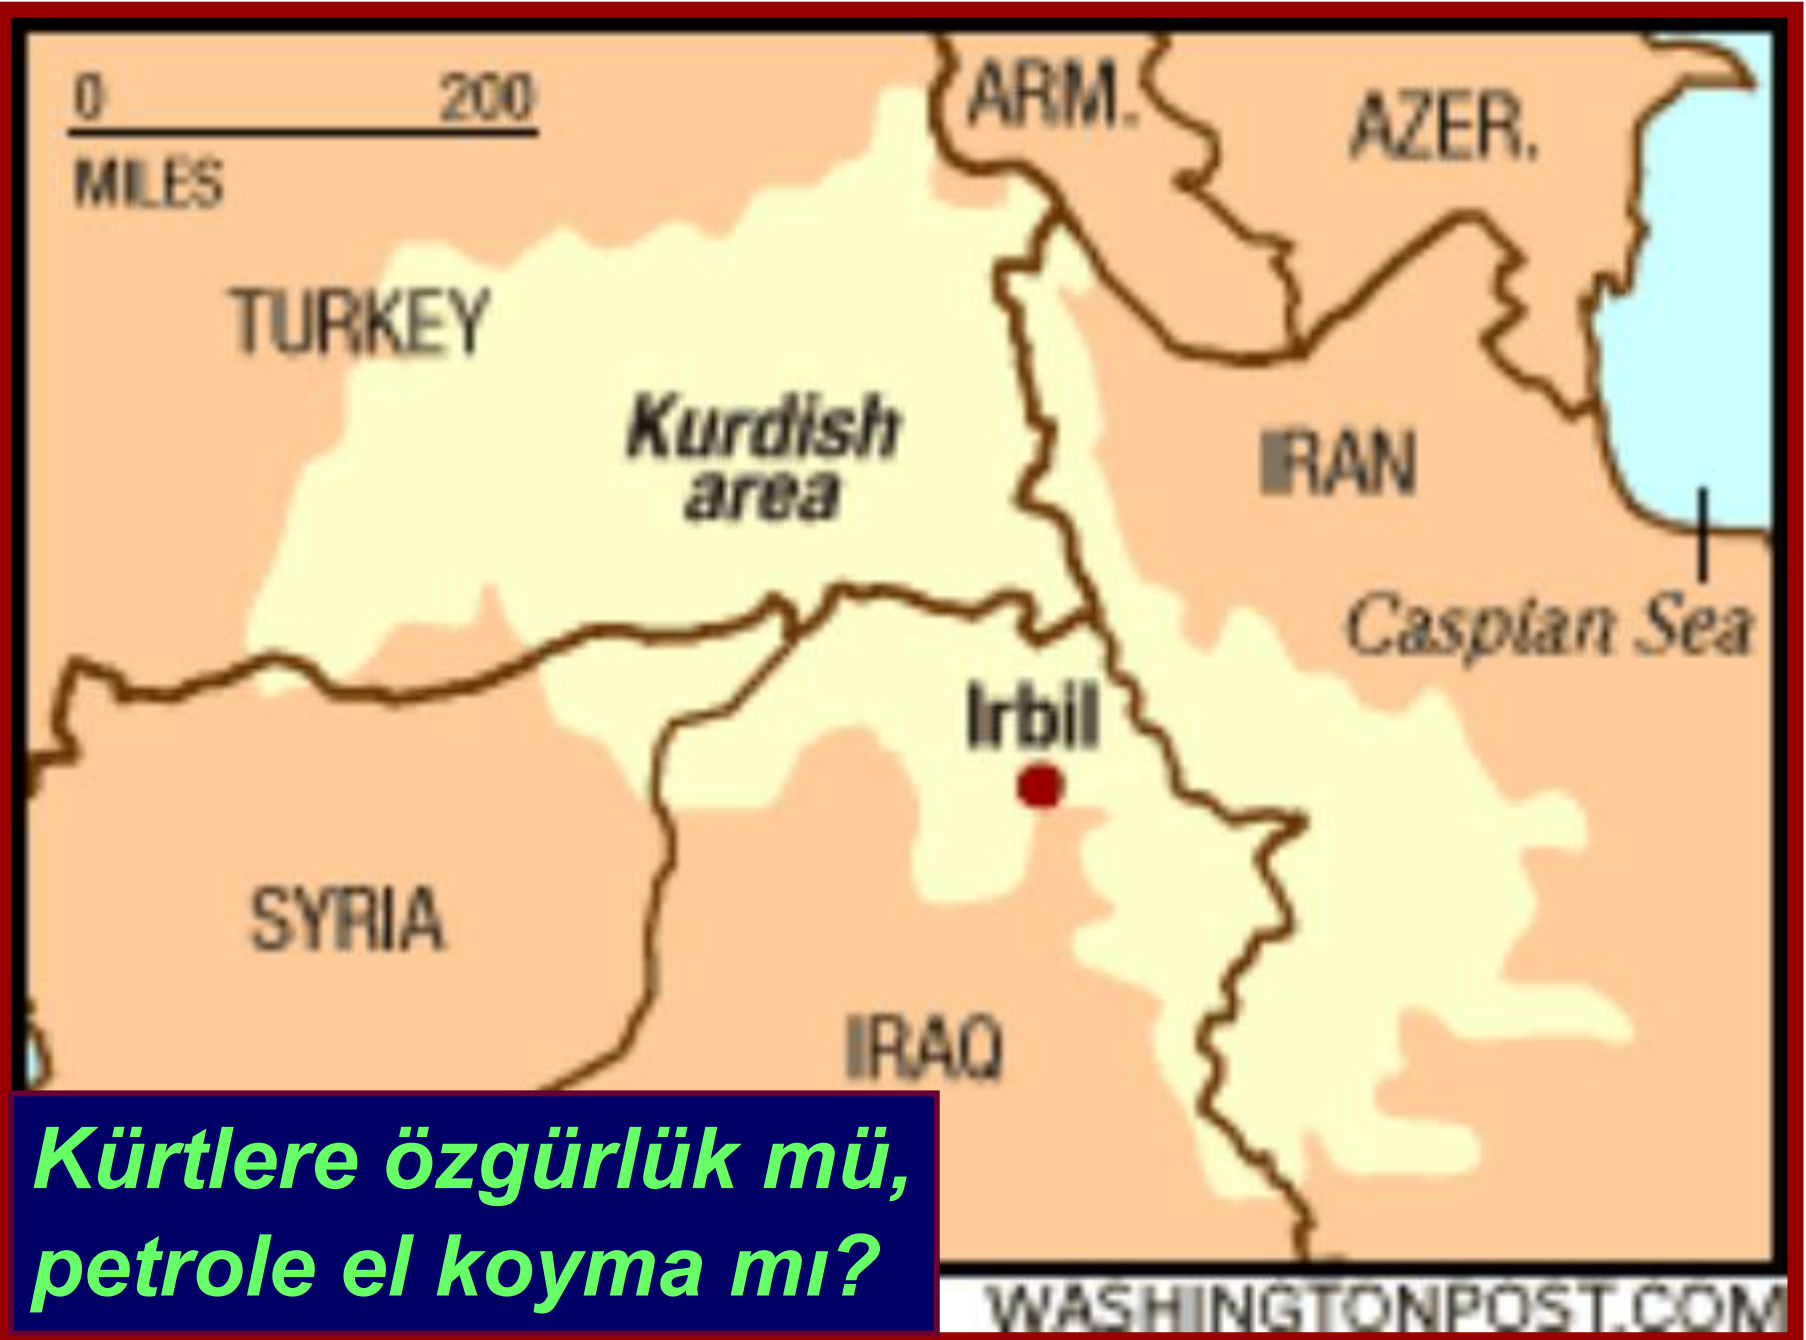 0 200
MILES
ARM.
AZER.
TURKEY
Kurdish
area
IRAN
Caspian Sea
Irbil
SYRIA
IRAQ
Kürtlere özgürlük mü,
petrole el koyma mı?
WASHINGTONPOST.COM